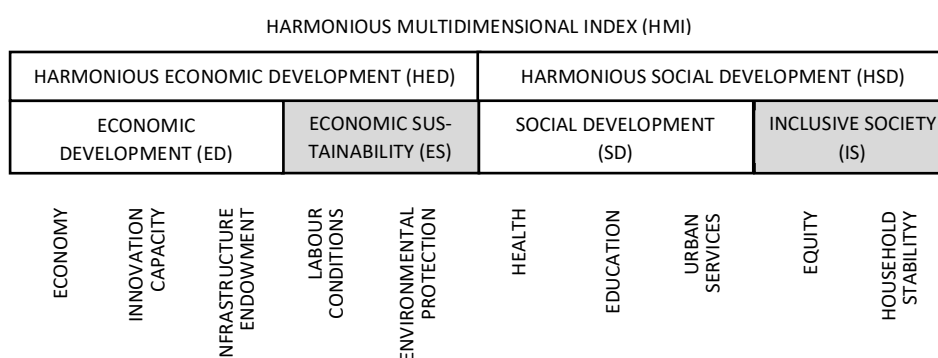 HARMONIOUS MULTIDIMENSIONAL INDEX (HMI)
HARMONIOUS ECONOMIC DEVELOPMENT (HED)
HARMONIOUS SOCIAL DEVELOPMENT (HSD)
ECONOMIC
DEVELOPMENT (ED)
ECONOMIC SUS-
TAINABILITY (ES)
SOCIAL DEVELOPMENT
(SD)
INCLUSIVE SOCIETY
(IS)
ECONOMY
INNOVATION
CAPACITY
NFRASTRUCTURE
ENDOWMENT
LABOUR
CONDITIONS
ENVIRONMENTAL
PROTECTION
HEALTH
EDUCATION
URBAN
SERVICES
EQUITY
HOUSEHOLD
STABILITYY